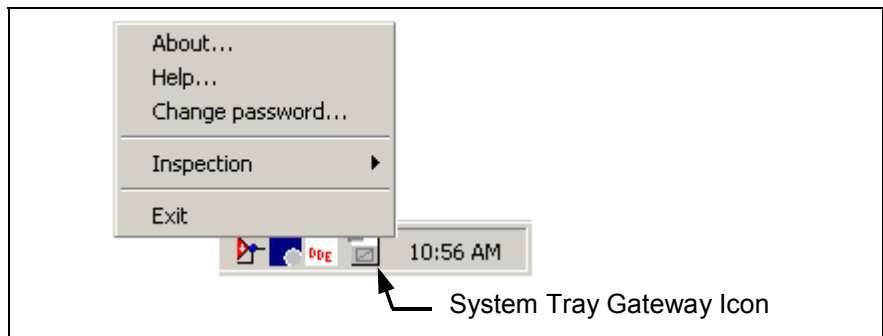 About...
Help...
Change password...
Inspection
Exit
DDE
10:56 AM
System Tray Gateway Icon